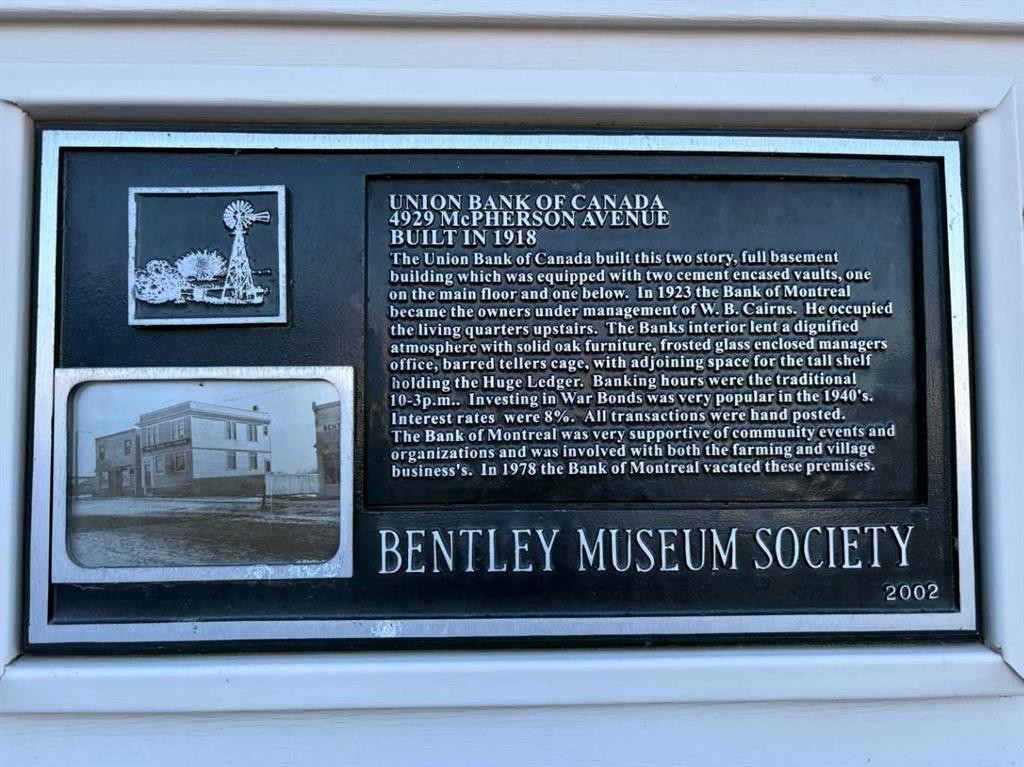 UNION BANK OF CANADA
4929 McPHERSON AVENUE
BUILT IN 1918
The Union Bank of Canada built this two story, full basement
building which was equipped with two cement encased vaults, one
on the main floor and one below. In 1923 the Bank of Montreal
became the owners under management of W. B. Cairns. He occupied
the living quarters upstairs. The Banks interior lent a dignified
atmosphere with solid oak furniture, frosted glass enclosed managers
office, barred tellers cage, with adjoining space for the tall shelf
holding the Huge Ledger. Banking hours were the traditional
10-3p.m.. Investing in War Bonds was very popular in the 1940's.
Interest rates were 8%. All transactions were hand posted.
The Bank of Montreal was very supportive of community events and
organizations and was involved with both the farming and village
business's. In 1978 the Bank of Montreal vacated these premises.
BENTLEY MUSEUM SOCIETY
2002